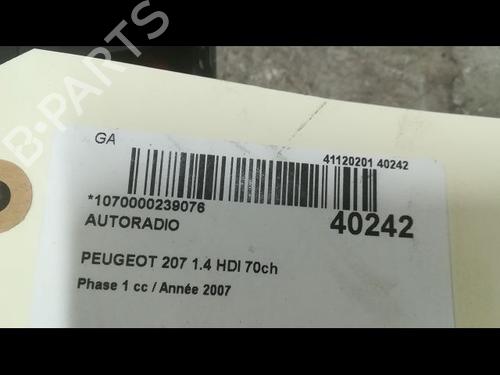 B-PARTS
GA
41120201 40242
*1070000239076
40242
AUTORADIO
PEUGEOT 207 1.4 HDI 70ch
Phase 1 cc / Année 2007